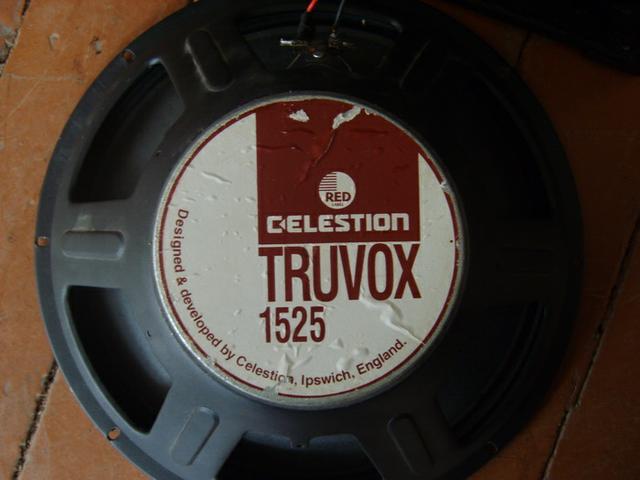 RED
LABEL
CELESTION
TRUVOX
1525
Designed & developed by Celestion, Ipswich, England.